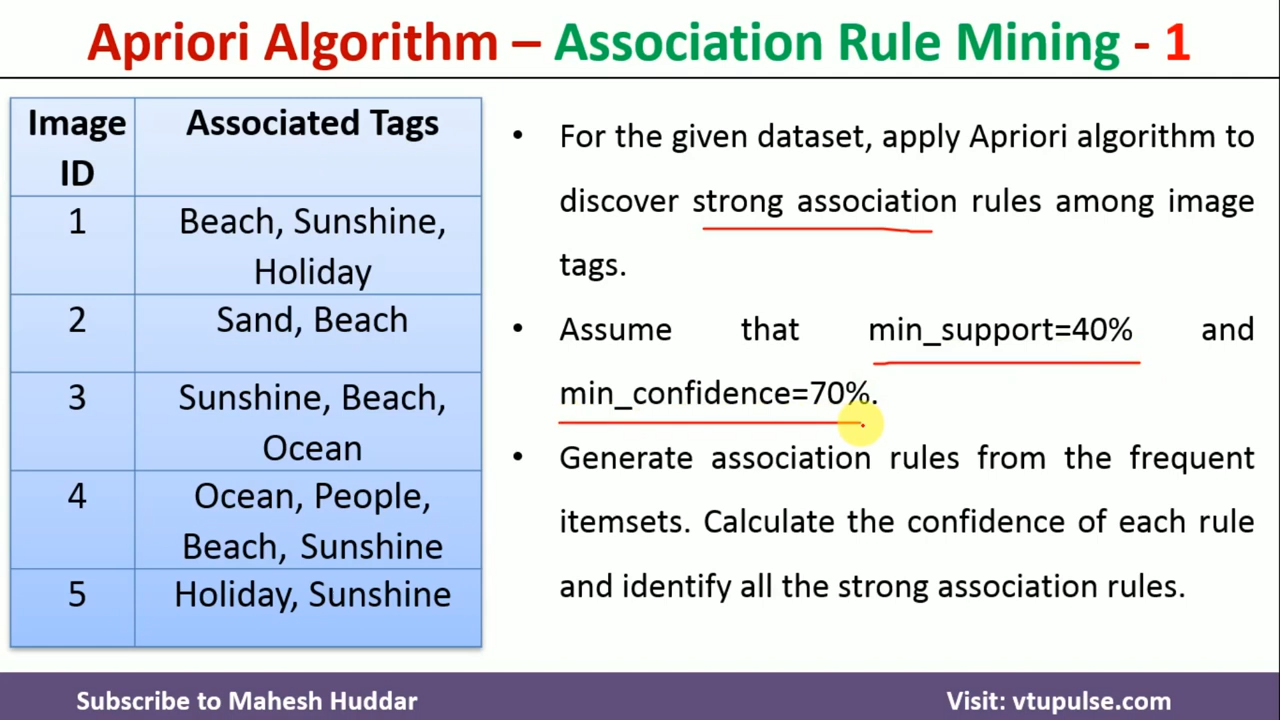 Apriori Algorithm – Association Rule Mining - 1
Image
ID
Associated Tags
1
Beach, Sunshine,
Holiday
2
Sand, Beach
3
Sunshine, Beach,
Ocean
4
Ocean, People,
Beach, Sunshine
5
Holiday, Sunshine
• For the given dataset, apply Apriori algorithm to
discover strong association rules among image
tags.
• Assume that min_support=40% and
min_confidence=70%.
• Generate association rules from the frequent
itemsets. Calculate the confidence of each rule
and identify all the strong association rules.
Subscribe to Mahesh Huddar
Visit: vtupulse.com